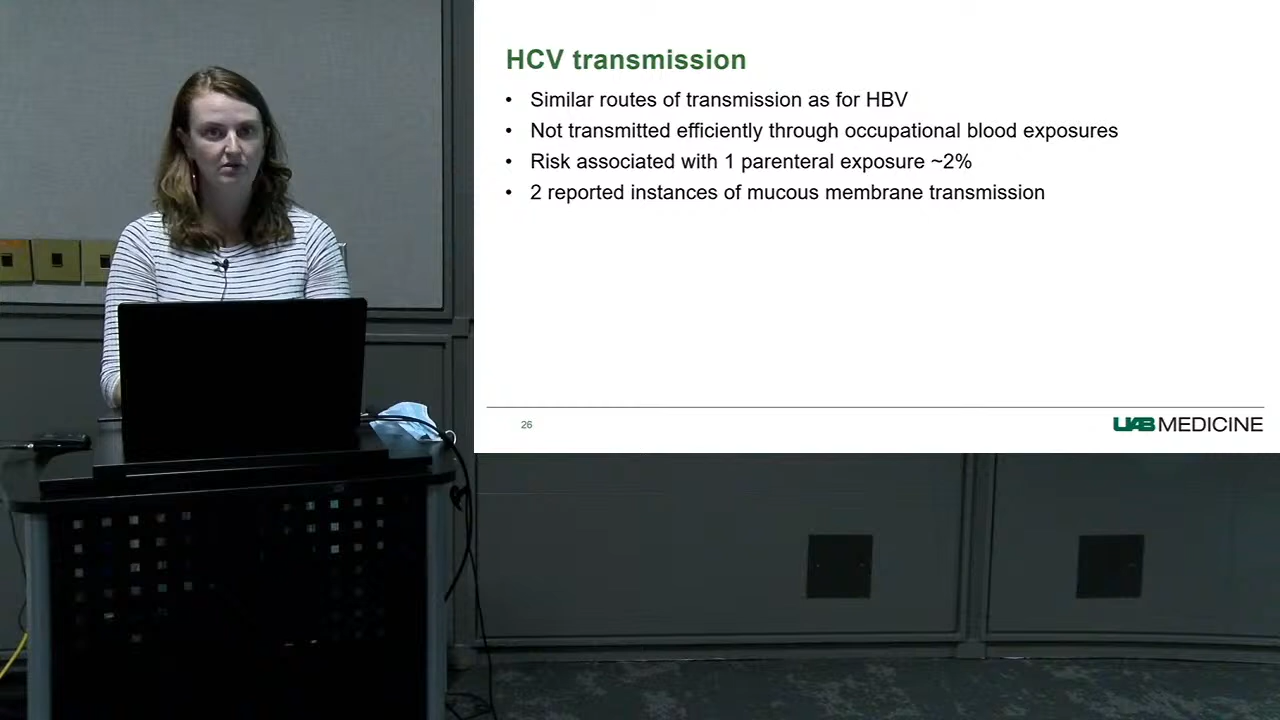 HCV transmission
• Similar routes of transmission as for HBV
• Not transmitted efficiently through occupational blood exposures
• Risk associated with 1 parenteral exposure ~2%
• 2 reported instances of mucous membrane transmission
26
UAB MEDICINE